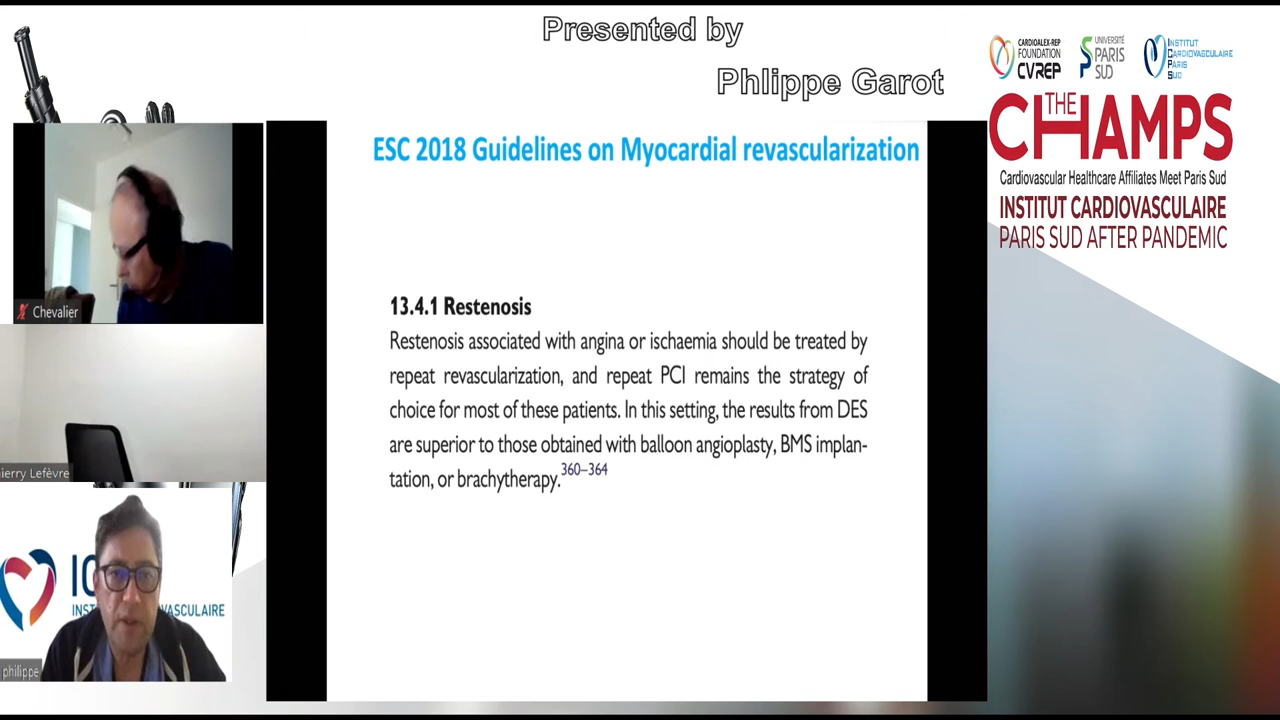 Presented by
Phlippe Garot
CARDIOALEX-REP
FOUNDATION
CVREP
UNIVERSITÉ
PARIS
SUD
INSTITUT
CARDIOVASCULAIRE
PARIS
SUD
THE
CHAMPS
Cardiovascular Healthcare Affiliates Meet Paris Sud
INSTITUT CARDIOVASCULAIRE
PARIS SUD AFTER PANDEMIC
ESC 2018 Guidelines on Myocardial revascularization
13.4.1 Restenosis
Restenosis associated with angina or ischaemia should be treated by
repeat revascularization, and repeat PCI remains the strategy of
choice for most of these patients. In this setting, the results from DES
are superior to those obtained with balloon angioplasty, BMS implan-
tation, or brachytherapy.360–364
Chevalier
ierry Lefèvre
IC
INST VASCULAIRE
philippe